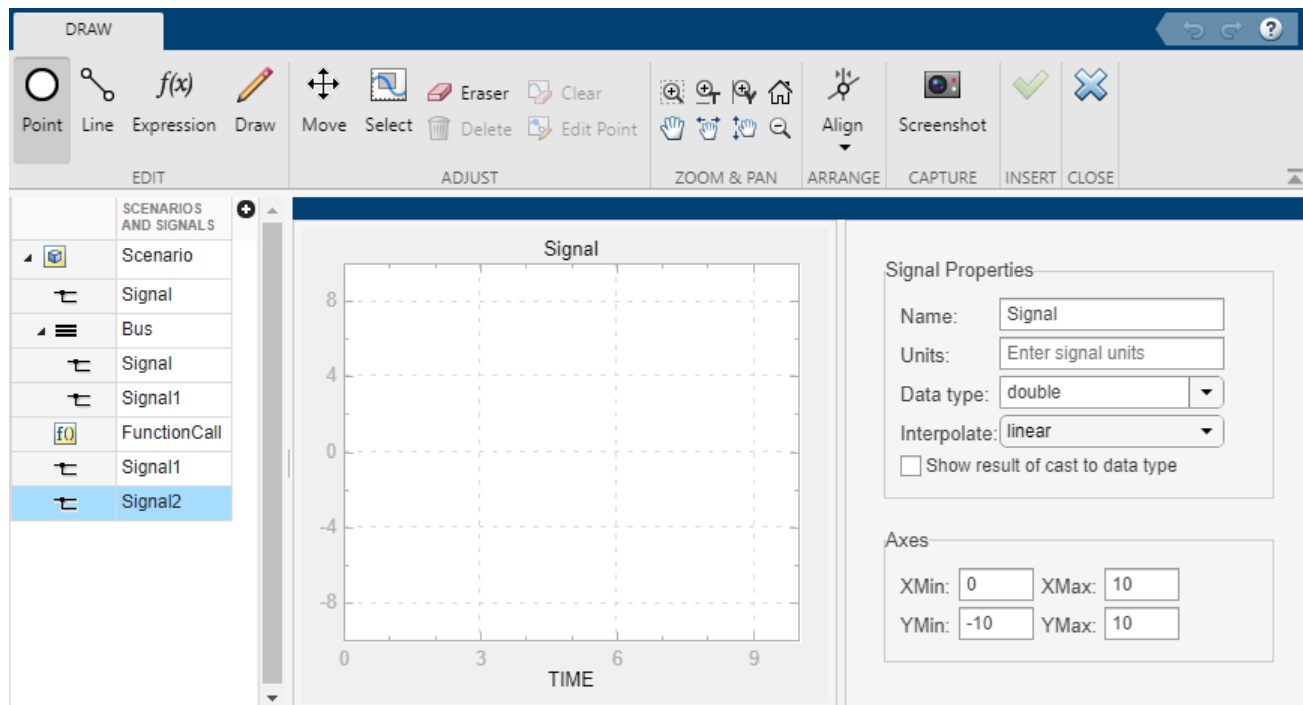 DRAW
?
f(x)
Point Line Expression Draw
Move Select Eraser Clear
Delete Edit Point
Align
Screenshot
EDIT ADJUST ZOOM & PAN ARRANGE CAPTURE INSERT CLOSE
SCENARIOS
AND SIGNALS
Scenario
Signal
Bus
Signal
Signal1
f() FunctionCall
Signal1
Signal2
Signal
8
4
0
-4
-8
0 3 6 9
TIME
Signal Properties
Name: Signal
Units: Enter signal units
Data type: double
Interpolate: linear
Show result of cast to data type
Axes
XMin: 0 XMax: 10
YMin: -10 YMax: 10